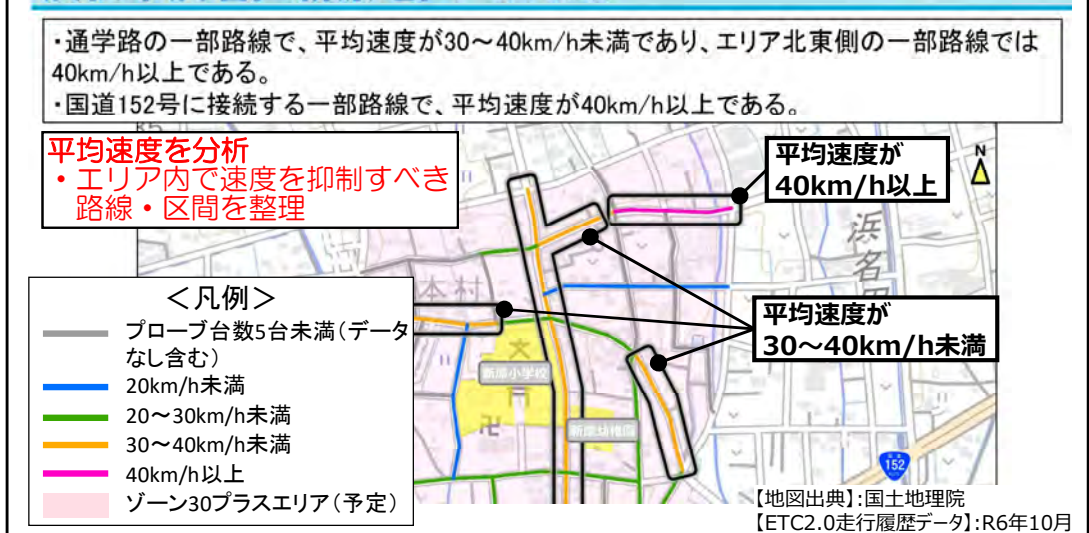 ・通学路の一部路線で、平均速度が30～40km/h未満であり、エリア北東側の一部路線では
40km/h以上である。
・国道152号に接続する一部路線で、平均速度が40km/h以上である。
平均速度を分析
・エリア内で速度を抑制すべき
路線・区間を整理
平均速度が
40km/h以上
N
浜名
本村
平均速度が
30～40km/h未満
＜凡例＞
プローブ台数5台未満（データ
なし含む）
20km/h未満
20～30km/h未満
30～40km/h未満
40km/h以上
ゾーン30プラスエリア（予定）
文
新原小学校
卍
152
【地図出典】:国土地理院
【ETC2.0走行履歴データ】:R6年10月